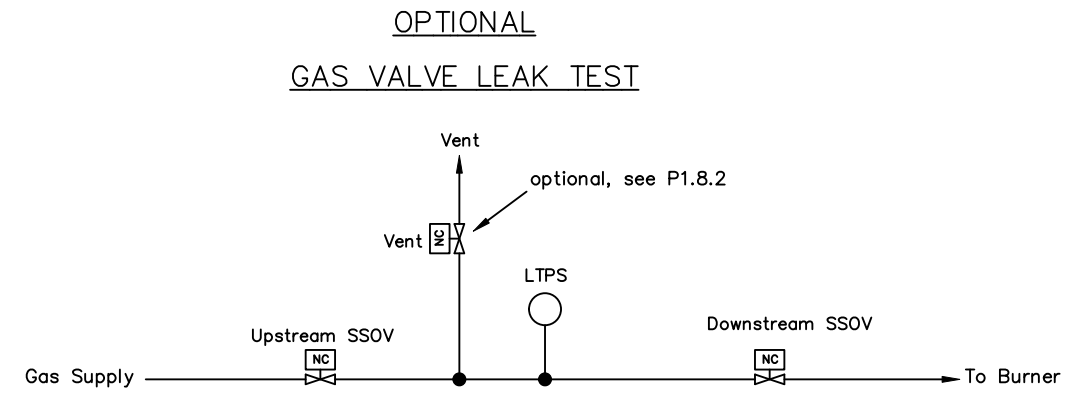 OPTIONAL
GAS VALVE LEAK TEST
Vent
optional, see P1.8.2
Vent
NC
LTPS
Upstream SSOV
Downstream SSOV
NC
NC
Gas Supply
To Burner